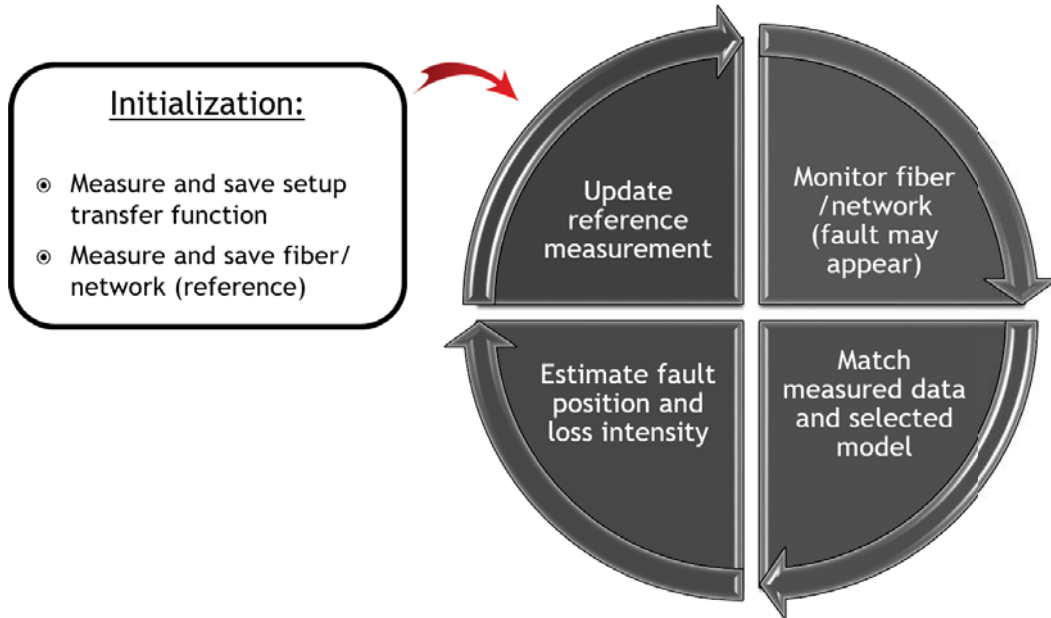 Initialization:
Measure and save setup
transfer function
Measure and save fiber/
network (reference)
Update
reference
measurement
Monitor fiber
/network
(fault may
appear)
Estimate fault
position and
loss intensity
Match
measured data
and selected
model